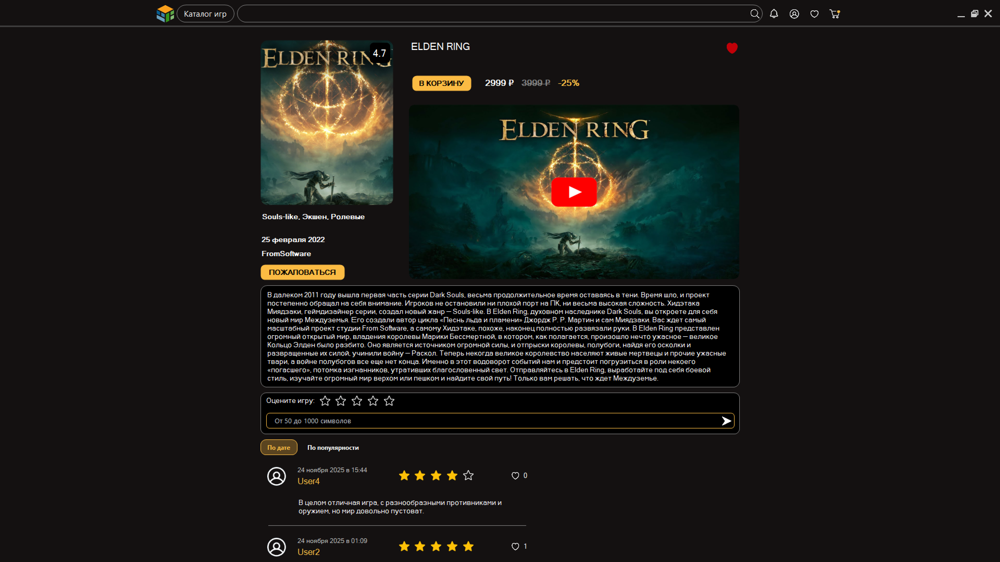 Каталог игр
ELDEN RING
4.7
ELDEN RING
В КОРЗИНУ 2999 ₽ 3999 ₽ -25%
ELDEN RING
Souls-like, Экшен, Ролевые
25 февраля 2022
FromSoftware
ПОЖАЛОВАТЬСЯ
В далеком 2011 году вышла первая часть серии Dark Souls, весьма продолжительное время оставаясь в тени. Время шло, и проект
постепенно обращал на себя внимание. Игроков не остановили ни плохой порт на ПК, ни весьма высокая сложность. Хидэтака
Миядзаки, геймдизайнер серии, создал новый жанр — Souls-like. В Elden Ring, духовном наследнике Dark Souls, вы откроете для себя
новый мир Междуземья. Его создали автор цикла «Песнь льда и пламени» Джордж Р. Р. Мартин и сам Миядзаки. Вас ждет самый
масштабный проект студии From Software, а самому Хидэтаке, похоже, наконец полностью развязали руки. В Elden Ring представлен
огромный открытый мир, владения королевы Марики Бессмертной, в котором, как полагается, произошло нечто ужасное — великое
Кольцо Элден было разбито. Оно является источником огромной силы, и отпрыски королевы, полубоги, найдя его осколки и
развращенные их силой, учинили войну — Раскол. Теперь некогда великое королевство населяют живые мертвецы и прочие ужасные
твари, а войне полубогов все еще нет конца. Именно в этот водоворот событий нам и предстоит погрузиться в роли некоего
«погасшего», потомка изгнанников, утративших благословенный свет. Отправляйтесь в Elden Ring, выработайте под себя боевой
стиль, изучайте огромный мир верхом или пешком и найдите свой путь! Только вам решать, что ждет Междуземье.
Оцените игру:
От 50 до 1000 символов
По дате По популярности
24 ноября 2025 в 15:44
User4
0
В целом отличная игра, с разнообразными противниками и
оружием, но мир довольно пустоват.
24 ноября 2025 в 01:09
User2
1